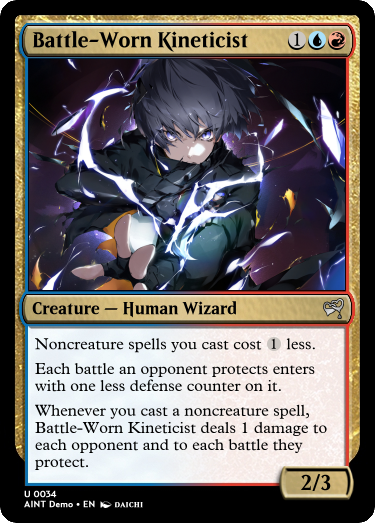 Battle-Worn Kineticist 1
Creature — Human Wizard
Noncreature spells you cast cost 1 less.
Each battle an opponent protects enters
with one less defense counter on it.
Whenever you cast a noncreature spell,
Battle-Worn Kineticist deals 1 damage to
each opponent and to each battle they
protect.
2/3
U 0034
AINT Demo • EN DAICHI